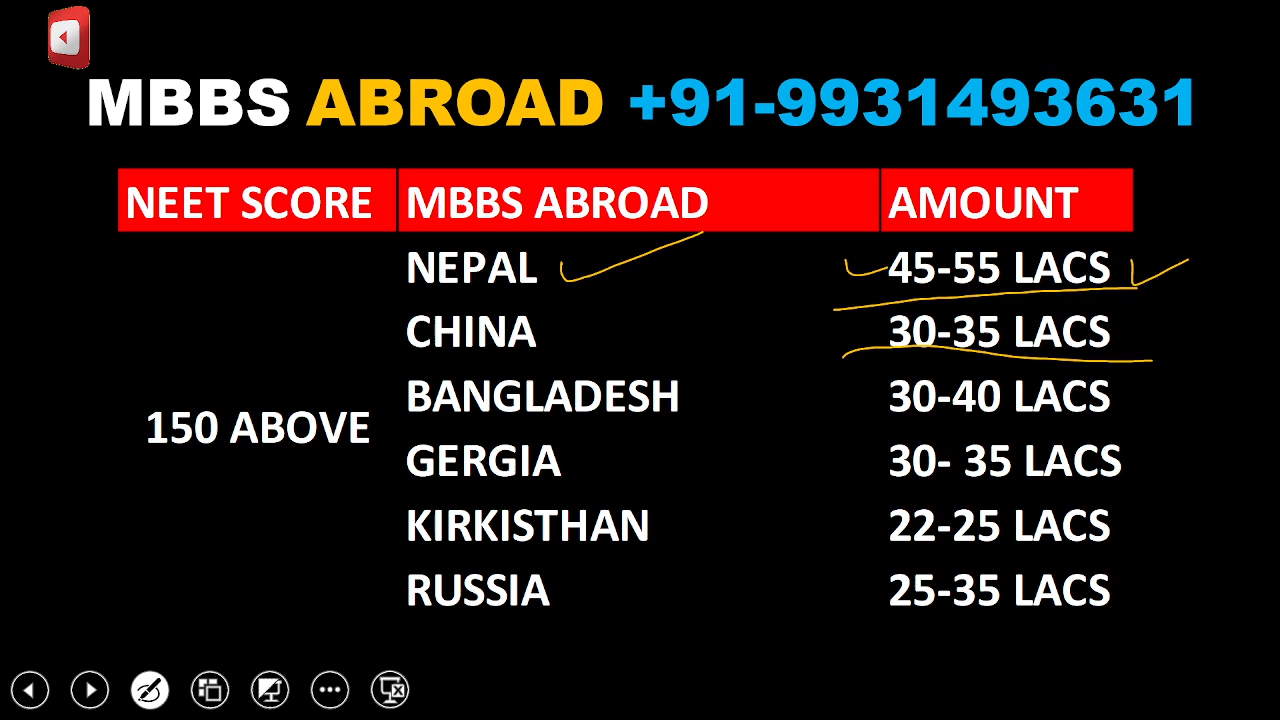 MBBS ABROAD +91-9931493631
NEET SCORE MBBS ABROAD AMOUNT
NEPAL 45-55 LACS
CHINA 30-35 LACS
BANGLADESH 30-40 LACS
150 ABOVE
GERGIA 30- 35 LACS
KIRKISTHAN 22-25 LACS
RUSSIA 25-35 LACS